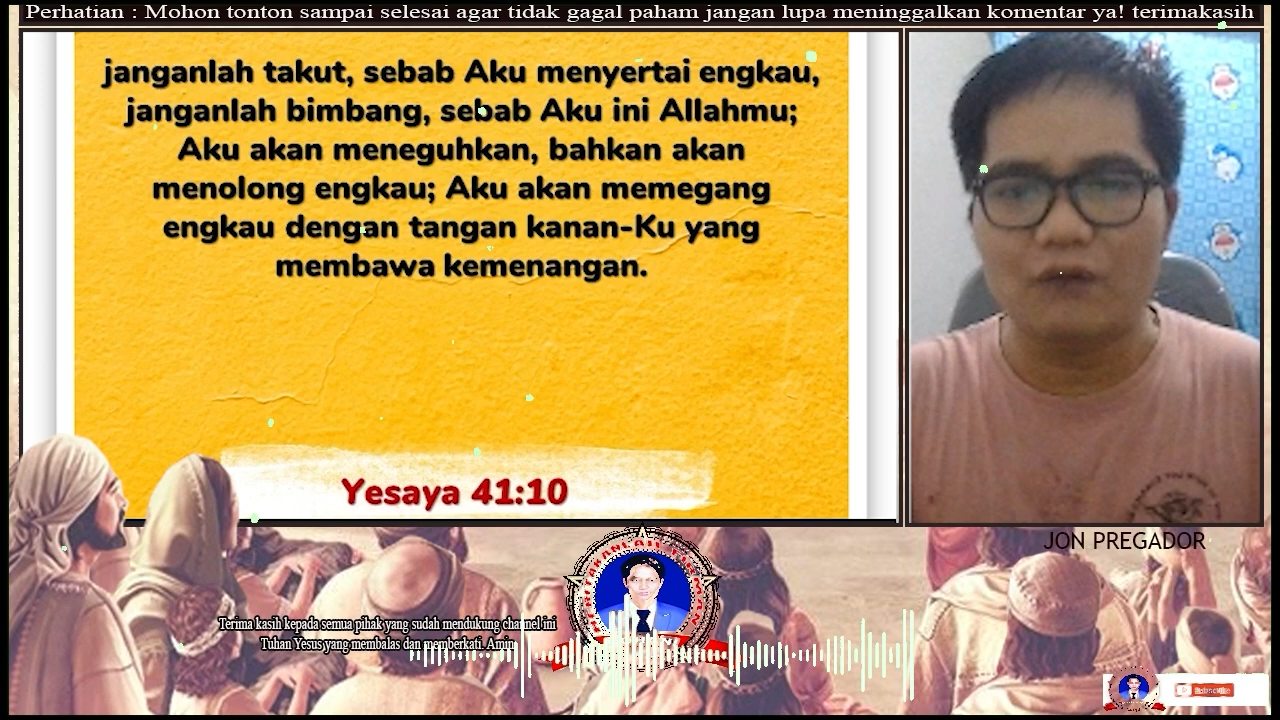 Perhatian : Mohon tonton sampai selesai agar tidak gagal paham jangan lupa meninggalkan komentar ya! terimakasih
janganlah takut, sebab Aku menyertai engkau,
janganlah bimbang, sebab Aku ini Allahmu;
Aku akan meneguhkan, bahkan akan
menolong engkau; Aku akan memegang
engkau dengan tangan kanan-Ku yang
membawa kemenangan.
Yesaya 41:10
JON PREGADOR
Terima kasih kepada semua pihak yang sudah mendukung channel ini
Tuhan Yesus yang membalas dan memberkati. Amin
Subscribe